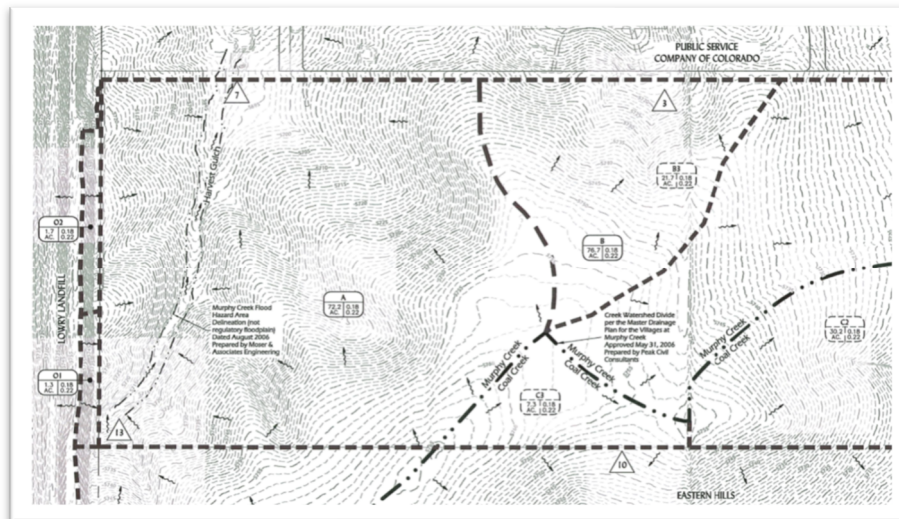 PUBLIC SERVICE
COMPANY OF COLORADO
7
3
Harvest Gulch
B3
21.7 0.18
AC. 0.22
O2
1.7 0.18
AC. 0.22
B
76.7 0.18
AC. 0.22
LOWRY LANDFILL
A
72.2 0.18
AC. 0.22
Murphy Creek Flood
Hazard Area
Delineation (not
regulatory floodplain)
Dated August 2006
Prepared by Moser &
Associates Engineering
Creek Watershed Divide
per the Master Drainage
Plan for the Villages at
Murphy Creek
Approved May 31, 2006
Prepared by Peak Civil
Consultants
C2
30.2 0.18
AC. 0.22
Murphy Creek
Coal Creek
Murphy Creek
Coal Creek
Murphy Creek
Coal Creek
O1
1.3 0.18
AC. 0.22
C3
7.3 0.18
AC. 0.22
13
10
EASTERN HILLS